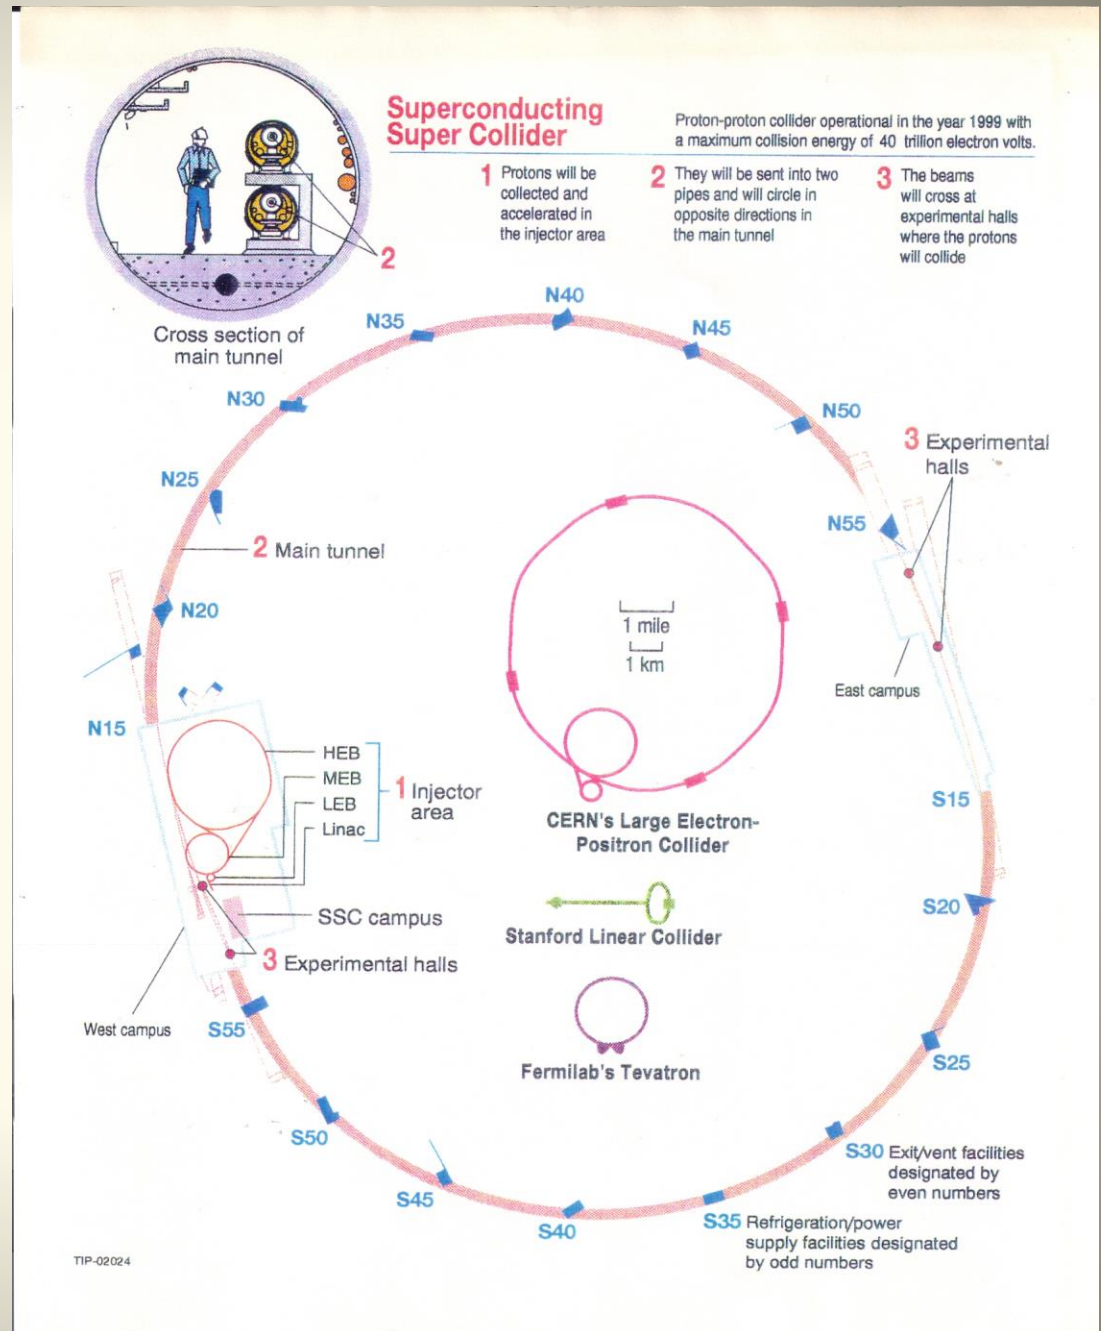 Superconducting
Super Collider
Proton-proton collider operational in the year 1999 with
a maximum collision energy of 40 trillion electron volts.
1 Protons will be
collected and
accelerated in
the injector area
2 They will be sent into two
pipes and will circle in
opposite directions in
the main tunnel
3 The beams
will cross at
experimental halls
where the protons
will collide
2
Cross section of
main tunnel
N40
N35
N45
N30
N50
3 Experimental
halls
N25
N55
2 Main tunnel
N20
1 mile
1 km
East campus
N15
HEB
MEB
LEB
Linac
1 Injector
area
S15
CERN's Large Electron-
Positron Collider
SSC campus
S20
Stanford Linear Collider
3 Experimental halls
West campus
S55
Fermilab's Tevatron
S25
S50
S30 Exit/vent facilities
designated by
even numbers
S45
S40
S35 Refrigeration/power
supply facilities designated
by odd numbers
TIP-02024